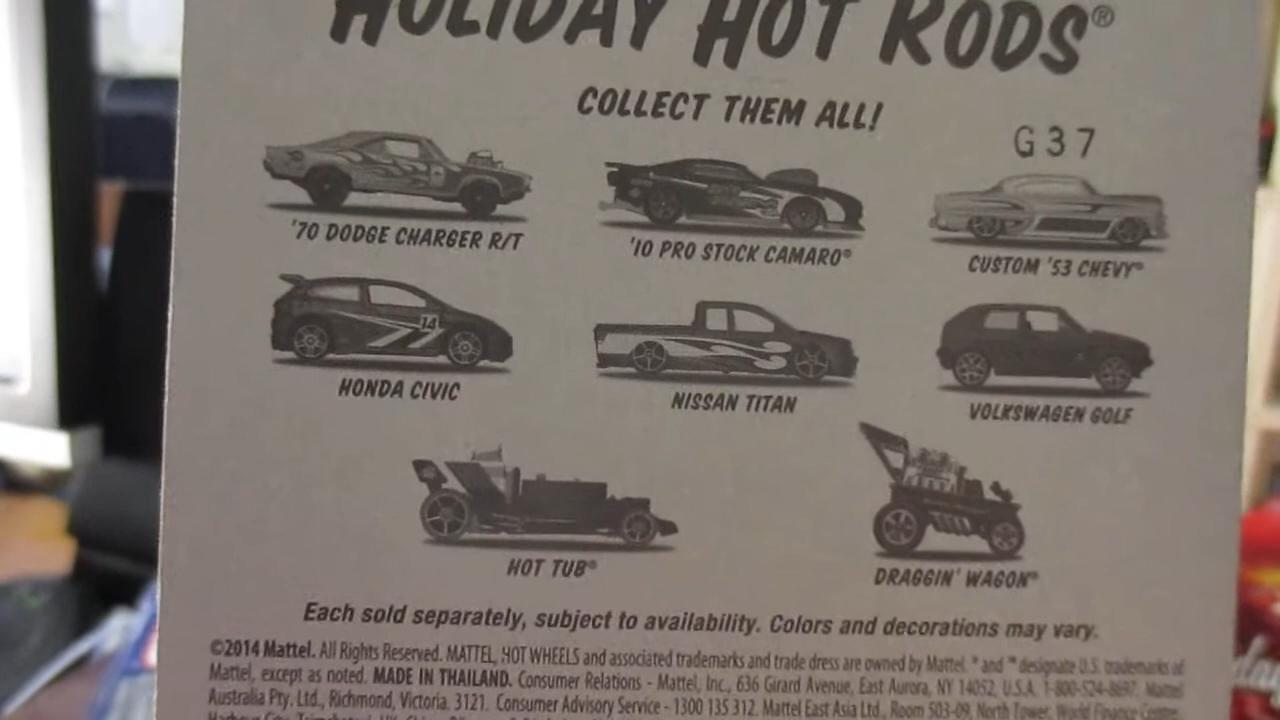 HOLIDAY HOT RODS®
COLLECT THEM ALL!
G37
'70 DODGE CHARGER R/T
'10 PRO STOCK CAMARO®
CUSTOM '53 CHEVY®
14
HONDA CIVIC
NISSAN TITAN
VOLKSWAGEN GOLF
HOT TUB®
DRAGGIN' WAGON®
Each sold separately, subject to availability. Colors and decorations may vary.
©2014 Mattel. All Rights Reserved. MATTEL, HOT WHEELS and associated trademarks and trade dress are owned by Mattel. ® and ™ designate U.S. trademarks of
Mattel, except as noted. MADE IN THAILAND. Consumer Relations - Mattel, Inc., 636 Girard Avenue, East Aurora, NY 14052, U.S.A. 1-800-524-8697. Mattel
Australia Pty. Ltd., Richmond, Victoria. 3121. Consumer Advisory Service - 1300 135 312. Mattel East Asia Ltd., Room 503-09, North Tower, World Finance Center,